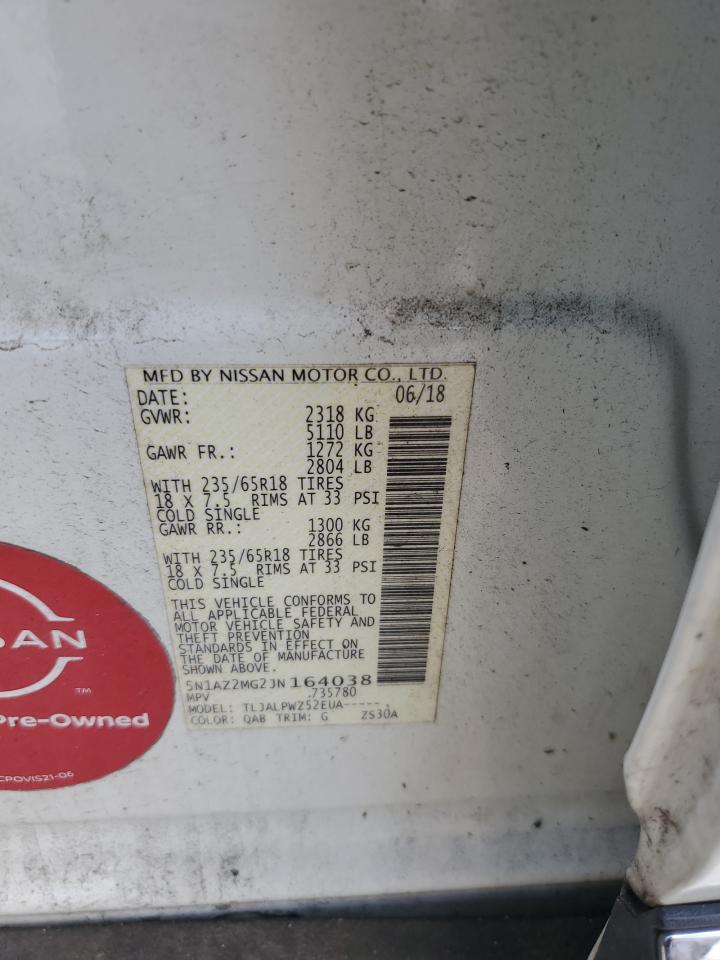 MFD BY NISSAN MOTOR CO., LTD.
DATE: 06/18
GVWR: 2318 KG
5110 LB
GAWR FR.: 1272 KG
2804 LB
WITH 235/65R18 TIRES
18 X 7.5 RIMS AT 33 PSI
COLD SINGLE
GAWR RR.: 1300 KG
2866 LB
WITH 235/65R18 TIRES
18 X 7.5 RIMS AT 33 PSI
COLD SINGLE
THIS VEHICLE CONFORMS TO
ALL APPLICABLE FEDERAL
MOTOR VEHICLE SAFETY AND
THEFT PREVENTION
STANDARDS IN EFFECT ON
THE DATE OF MANUFACTURE
SHOWN ABOVE.
5N1AZ2MG2JN164038
MPV .735780
MODEL: TLJALPWZ52EUA-----
COLOR: QAB TRIM: G ZS30A
SSAN
TM
Pre-Owned
CPOVIS21-06